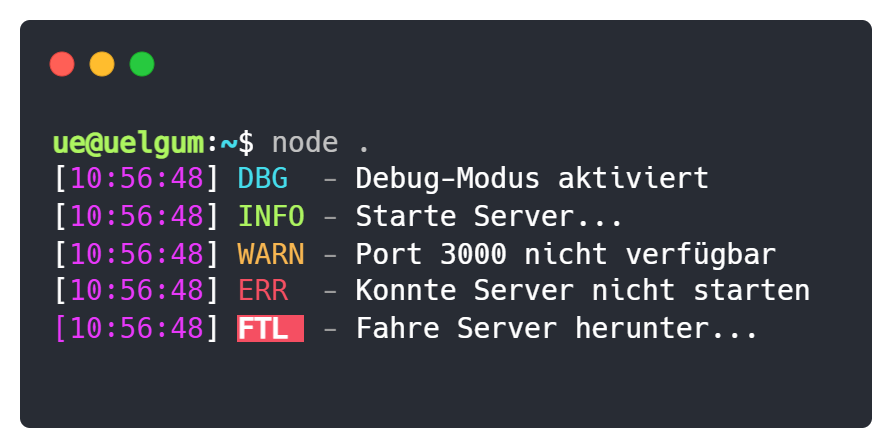 ue@uelgum:~$ node .
[10:56:48] DBG  - Debug-Modus aktiviert
[10:56:48] INFO - Starte Server...
[10:56:48] WARN - Port 3000 nicht verfügbar
[10:56:48] ERR  - Konnte Server nicht starten
[10:56:48] FTL  - Fahre Server herunter...